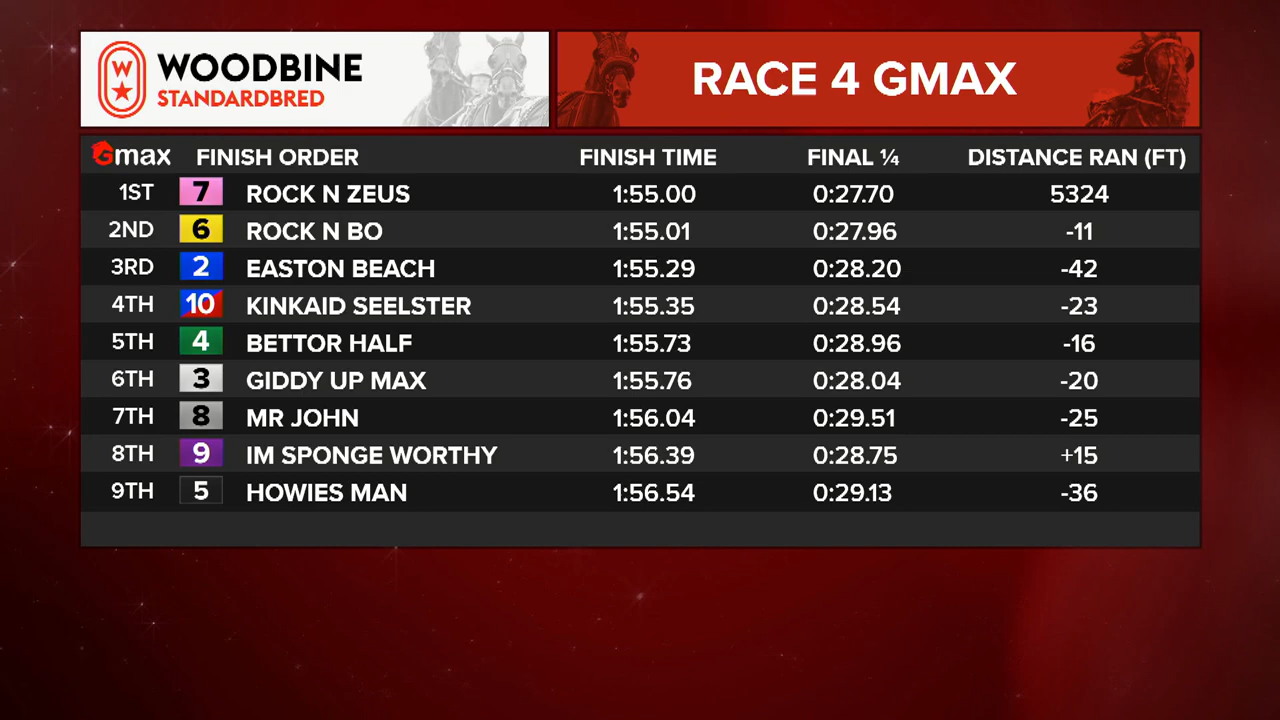 W
WOODBINE
STANDARDBRED
RACE 4 GMAX
Gmax FINISH ORDER FINISH TIME FINAL ¼ DISTANCE RAN (FT)
1ST 7 ROCK N ZEUS 1:55.00 0:27.70 5324
2ND 6 ROCK N BO 1:55.01 0:27.96 -11
3RD 2 EASTON BEACH 1:55.29 0:28.20 -42
4TH 10 KINKAID SEELSTER 1:55.35 0:28.54 -23
5TH 4 BETTOR HALF 1:55.73 0:28.96 -16
6TH 3 GIDDY UP MAX 1:55.76 0:28.04 -20
7TH 8 MR JOHN 1:56.04 0:29.51 -25
8TH 9 IM SPONGE WORTHY 1:56.39 0:28.75 +15
9TH 5 HOWIES MAN 1:56.54 0:29.13 -36